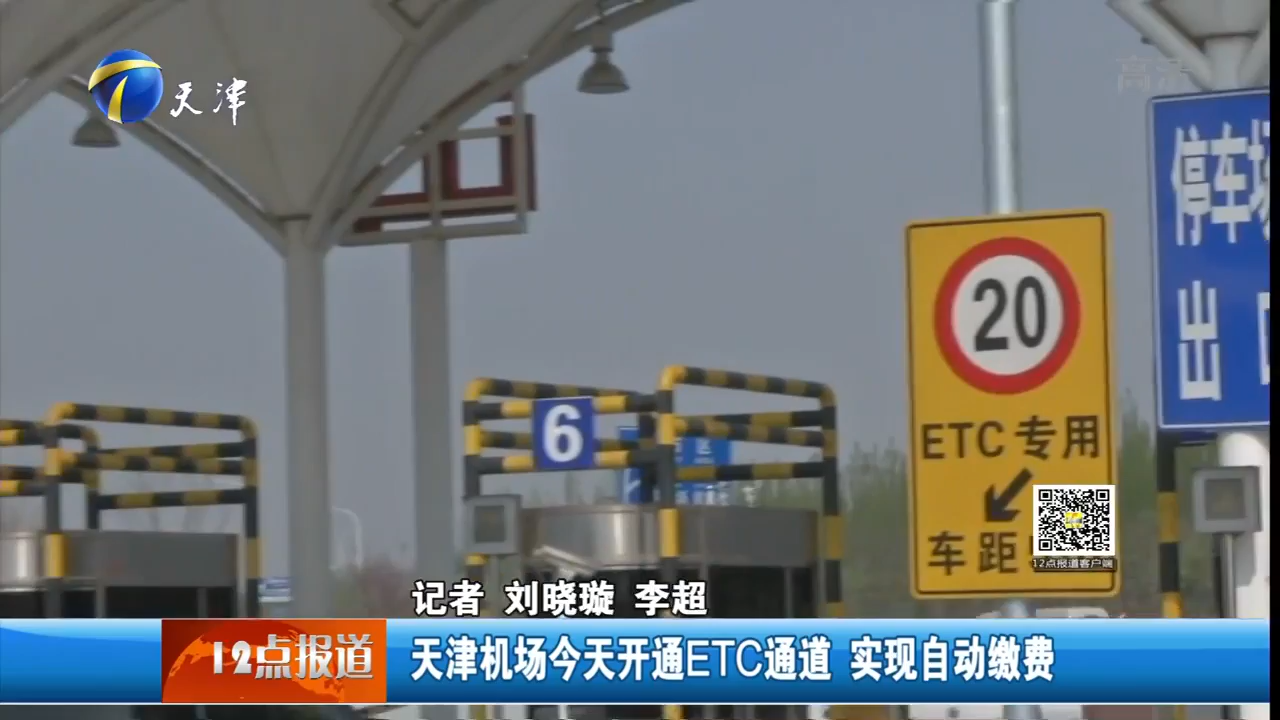 天津
高清
停车场
出
20
6
ETC专用
车距
12点报道客户端
记者 刘晓璇 李超
12点报道
天津机场今天开通ETC通道 实现自动缴费